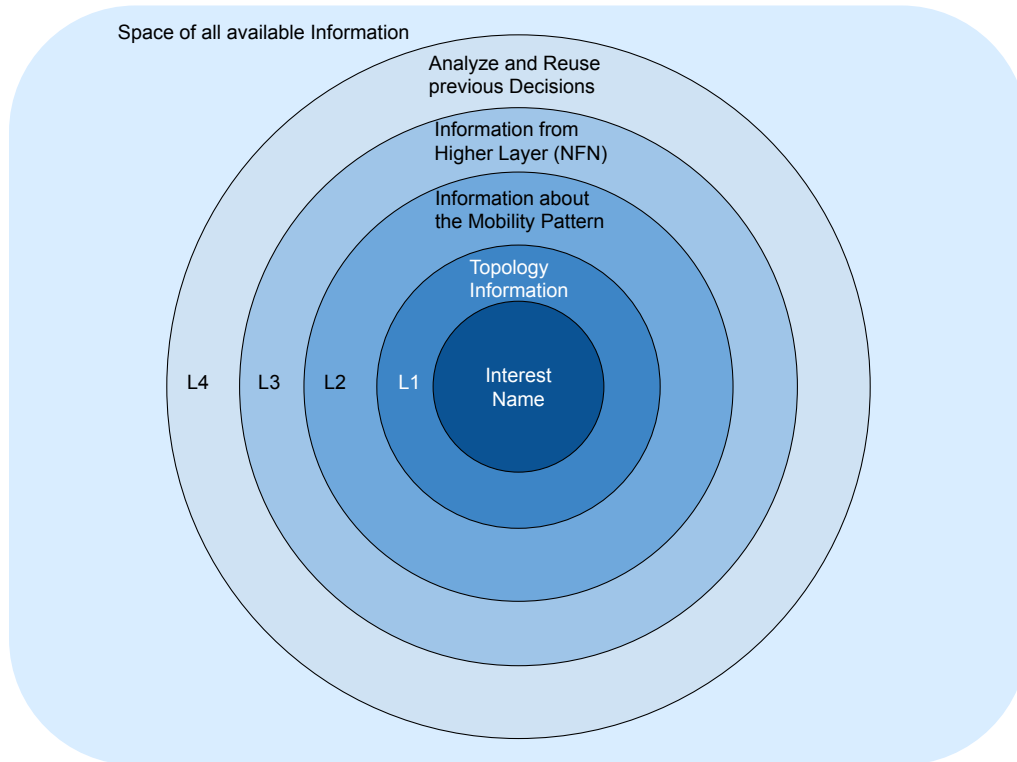 Space of all available Information
Analyze and Reuse
previous Decisions
Information from
Higher Layer (NFN)
Information about
the Mobility Pattern
Topology
Information
L4
L3
L2
L1
Interest
Name